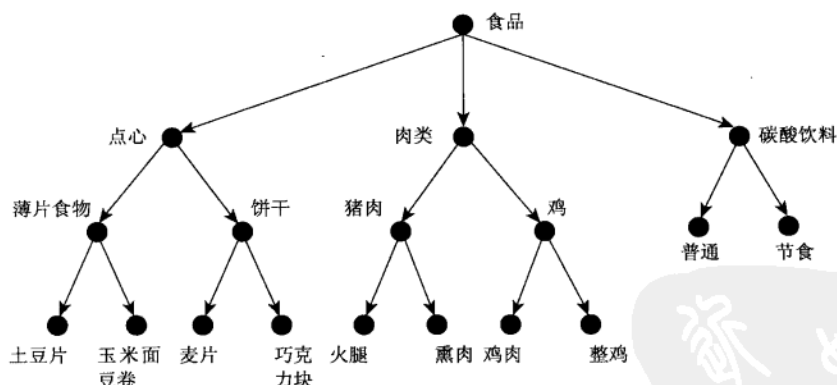 食品
点心
肉类
碳酸饮料
薄片食物
饼干
猪肉
鸡
普通
节食
土豆片
玉米面
豆卷
麦片
巧克
力块
火腿
熏肉
鸡肉
整鸡